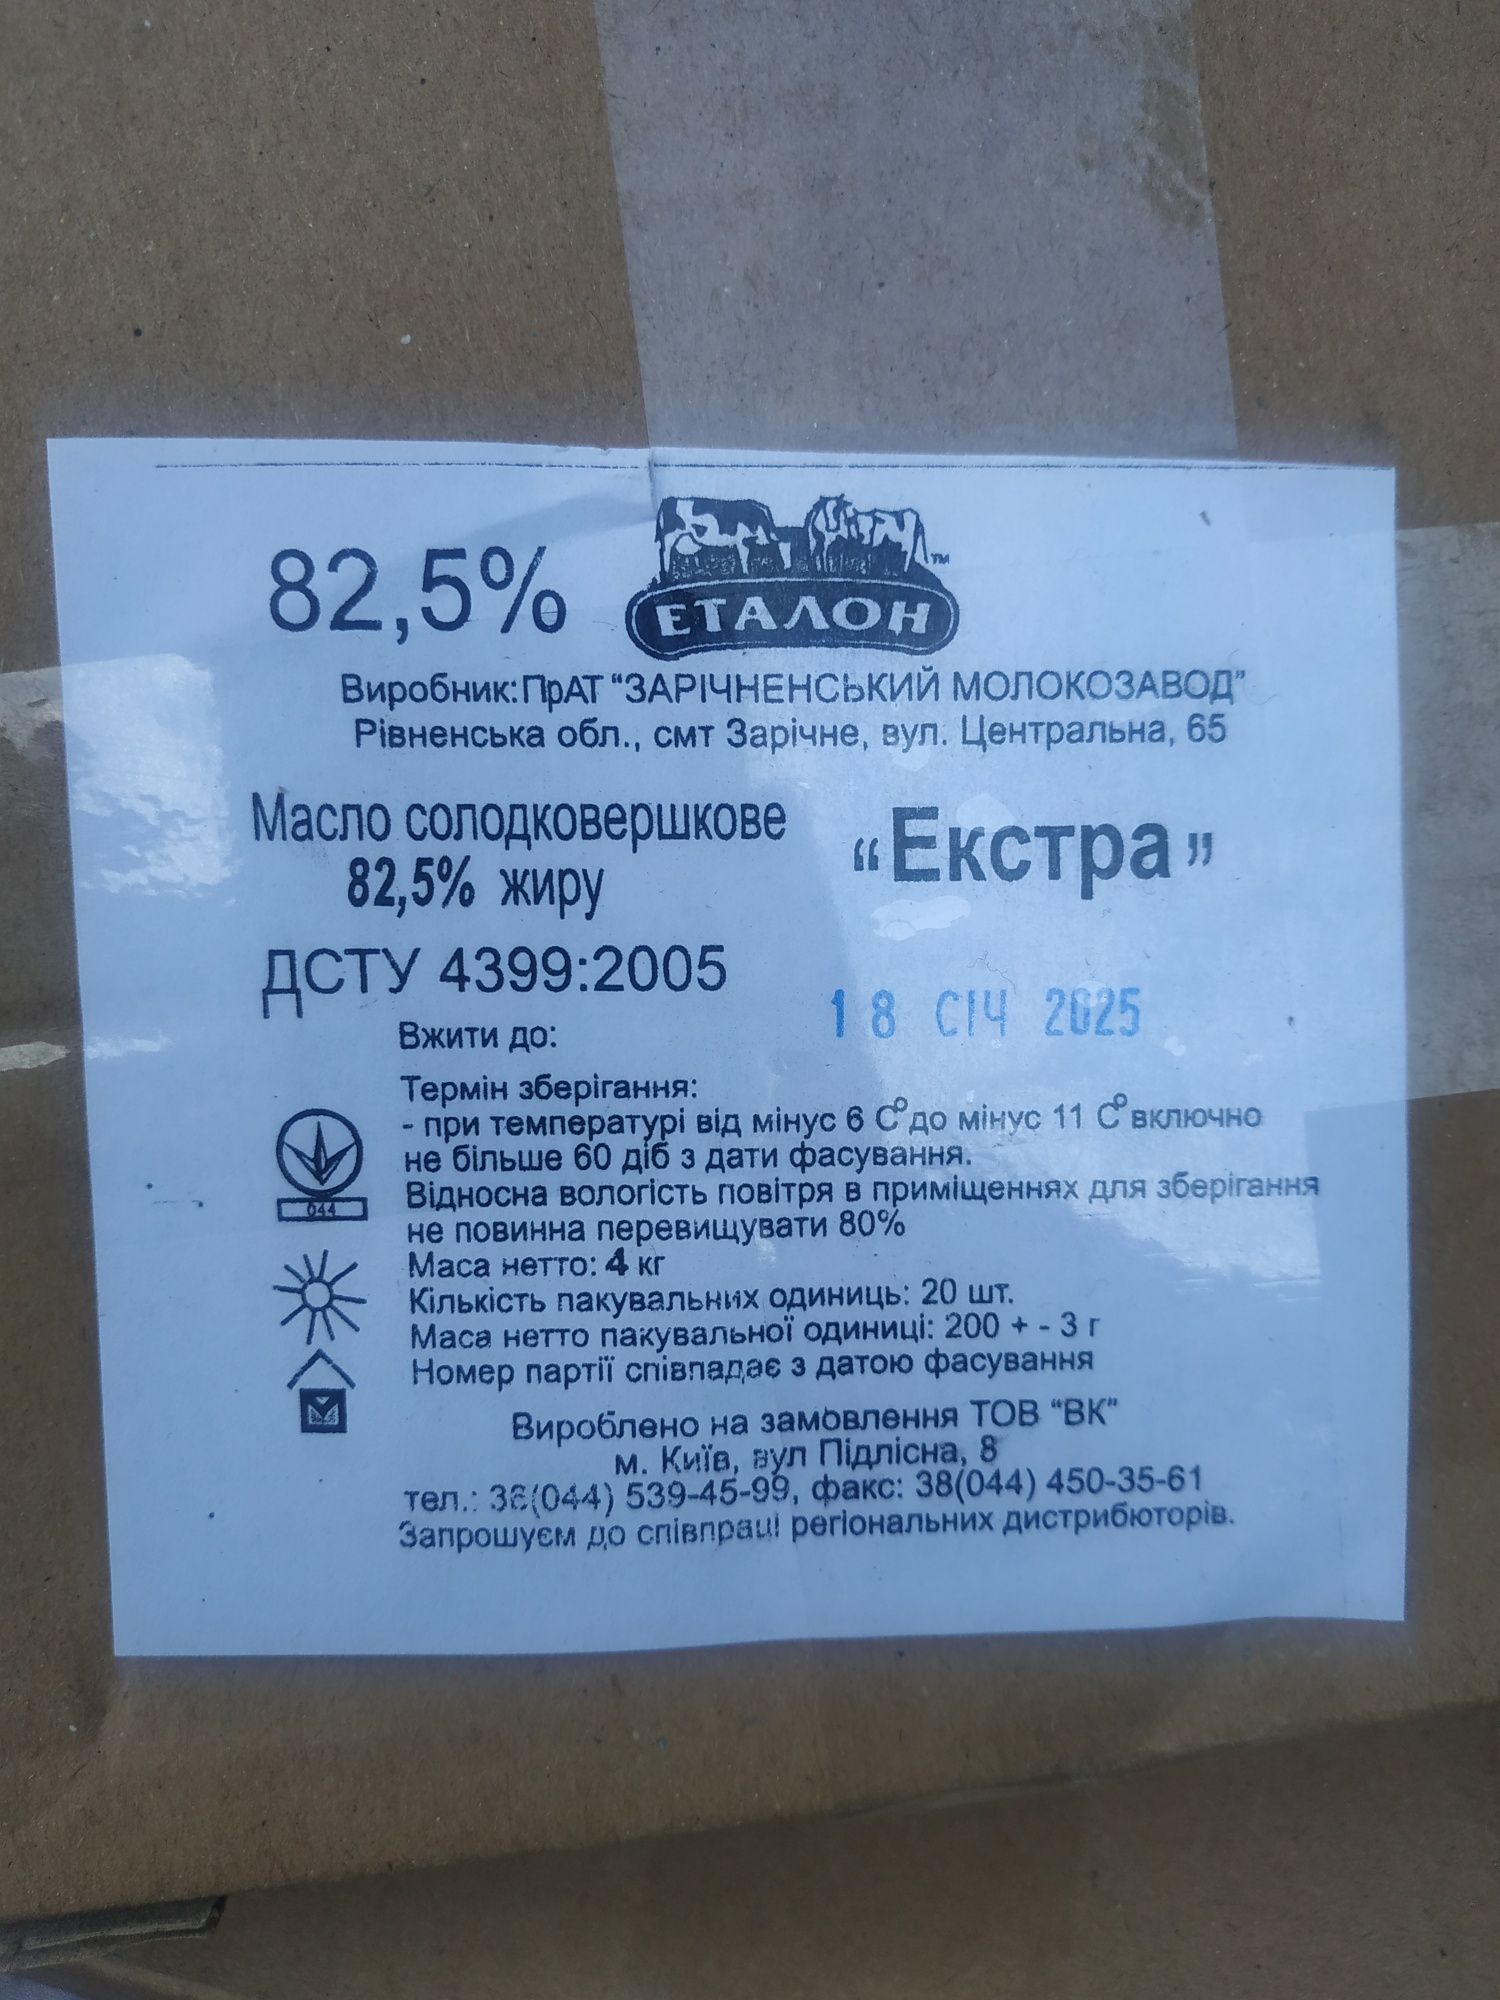 82,5%
ЕТАЛОН
™
Виробник:ПрАТ “ЗАРІЧНЕНСЬКИЙ МОЛОКОЗАВОД”
Рівненська обл., смт Зарічне, вул. Центральна, 65
Масло солодковершкове
82,5% жиру
“Екстра”
ДСТУ 4399:2005
18 СІЧ 2025
Вжити до:
Термін зберігання:
- при температурі від мінус 6 С° до мінус 11 С° включно
не більше 60 діб з дати фасування.
Відносна вологість повітря в приміщеннях для зберігання
не повинна перевищувати 80%
044
Маса нетто: 4 кг
Кількість пакувальних одиниць: 20 шт.
Маса нетто пакувальної одиниці: 200 + - 3 г
Номер партії співпадає з датою фасування
Вироблено на замовлення ТОВ “ВК”
м. Київ, вул Підлісна, 8
тел.: 38(044) 539-45-99, факс: 38(044) 450-35-61
Запрошуєм до співпраці регіональних дистрибюторів.